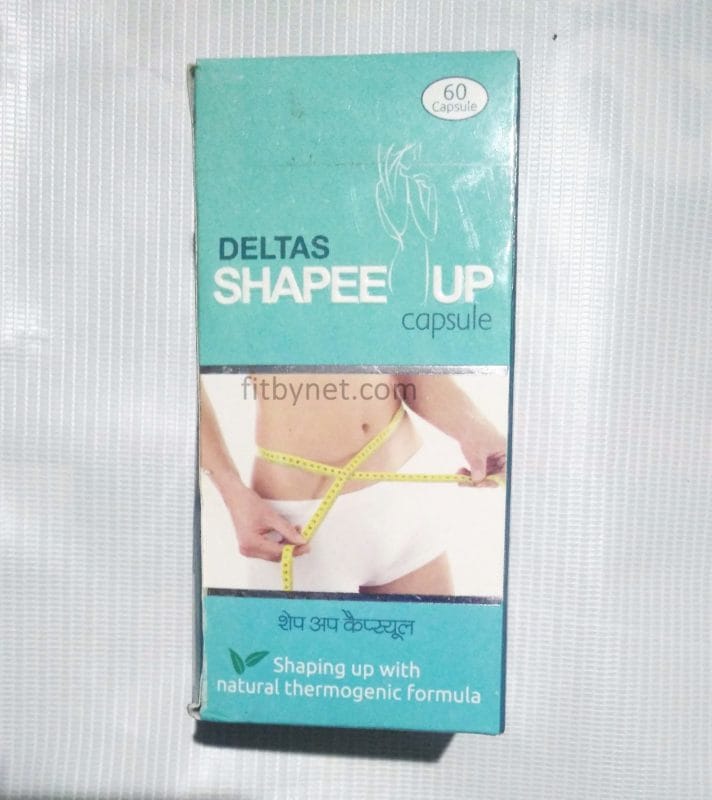 60
Capsule
DELTAS
SHAPEE UP
capsule
fitbynet.com
शेप अप कैप्स्यूल
Shaping up with
natural thermogenic formula